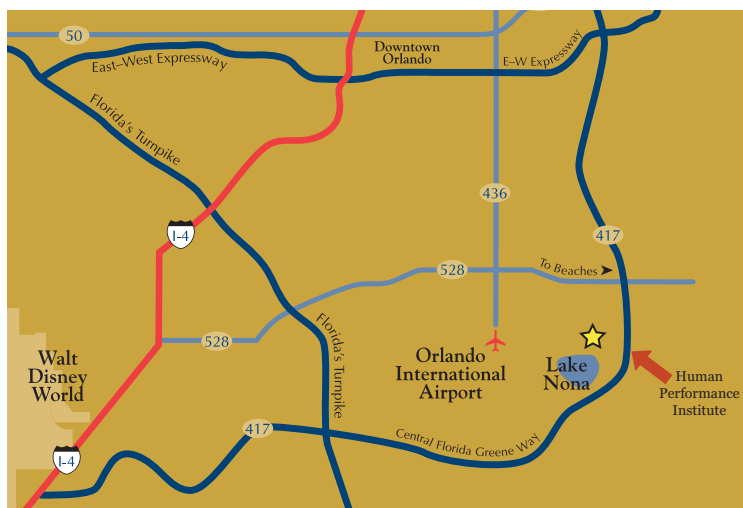 50
Downtown
Orlando
East–West Expressway
E–W Expressway
Florida's Turnpike
436
I-4
417
528
To Beaches
528
Florida's Turnpike
Walt
Disney
World
Orlando
International
Airport
Lake
Nona
Human
Performance
Institute
417
Central Florida Greene Way
I-4